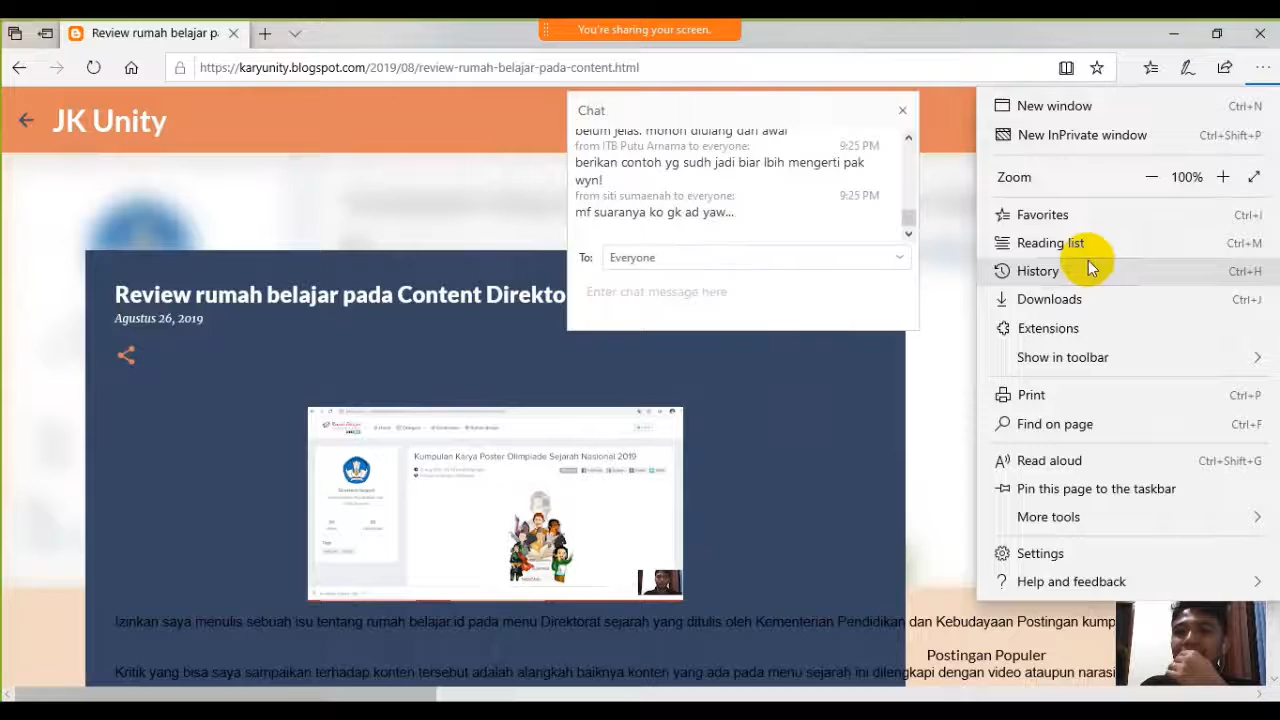 You're sharing your screen.
Review rumah belajar p
https://karyunity.blogspot.com/2019/08/review-rumah-belajar-pada-content.html
JK Unity
Chat
belum jelas. mohon diulang dari awal
from ITB Putu Arnama to everyone: 9:25 PM
berikan contoh yg sudh jadi biar lbih mengerti pak
wyn!
from siti sumaenah to everyone: 9:25 PM
mf suaranya ko gk ad yaw...
To: Everyone
Enter chat message here
New window Ctrl+N
New InPrivate window Ctrl+Shift+P
Zoom 100%
Favorites Ctrl+I
Reading list Ctrl+M
History Ctrl+H
Downloads Ctrl+J
Extensions
Show in toolbar
Print Ctrl+P
Find on page Ctrl+F
Read aloud Ctrl+Shift+G
Pin this page to the taskbar
More tools
Settings
Help and feedback
Review rumah belajar pada Content Direkto
Agustus 26, 2019
Kumpulan Karya Poster Olimpiade Sejarah Nasional 2019
Izinkan saya menulis sebuah isu tentang rumah belajar.id pada menu Direktorat sejarah yang ditulis oleh Kementerian Pendidikan dan Kebudayaan Postingan kump
Postingan Populer
Kritik yang bisa saya sampaikan terhadap konten tersebut adalah alangkah baiknya konten yang ada pada menu sejarah ini dilengkapi dengan video ataupun narasi